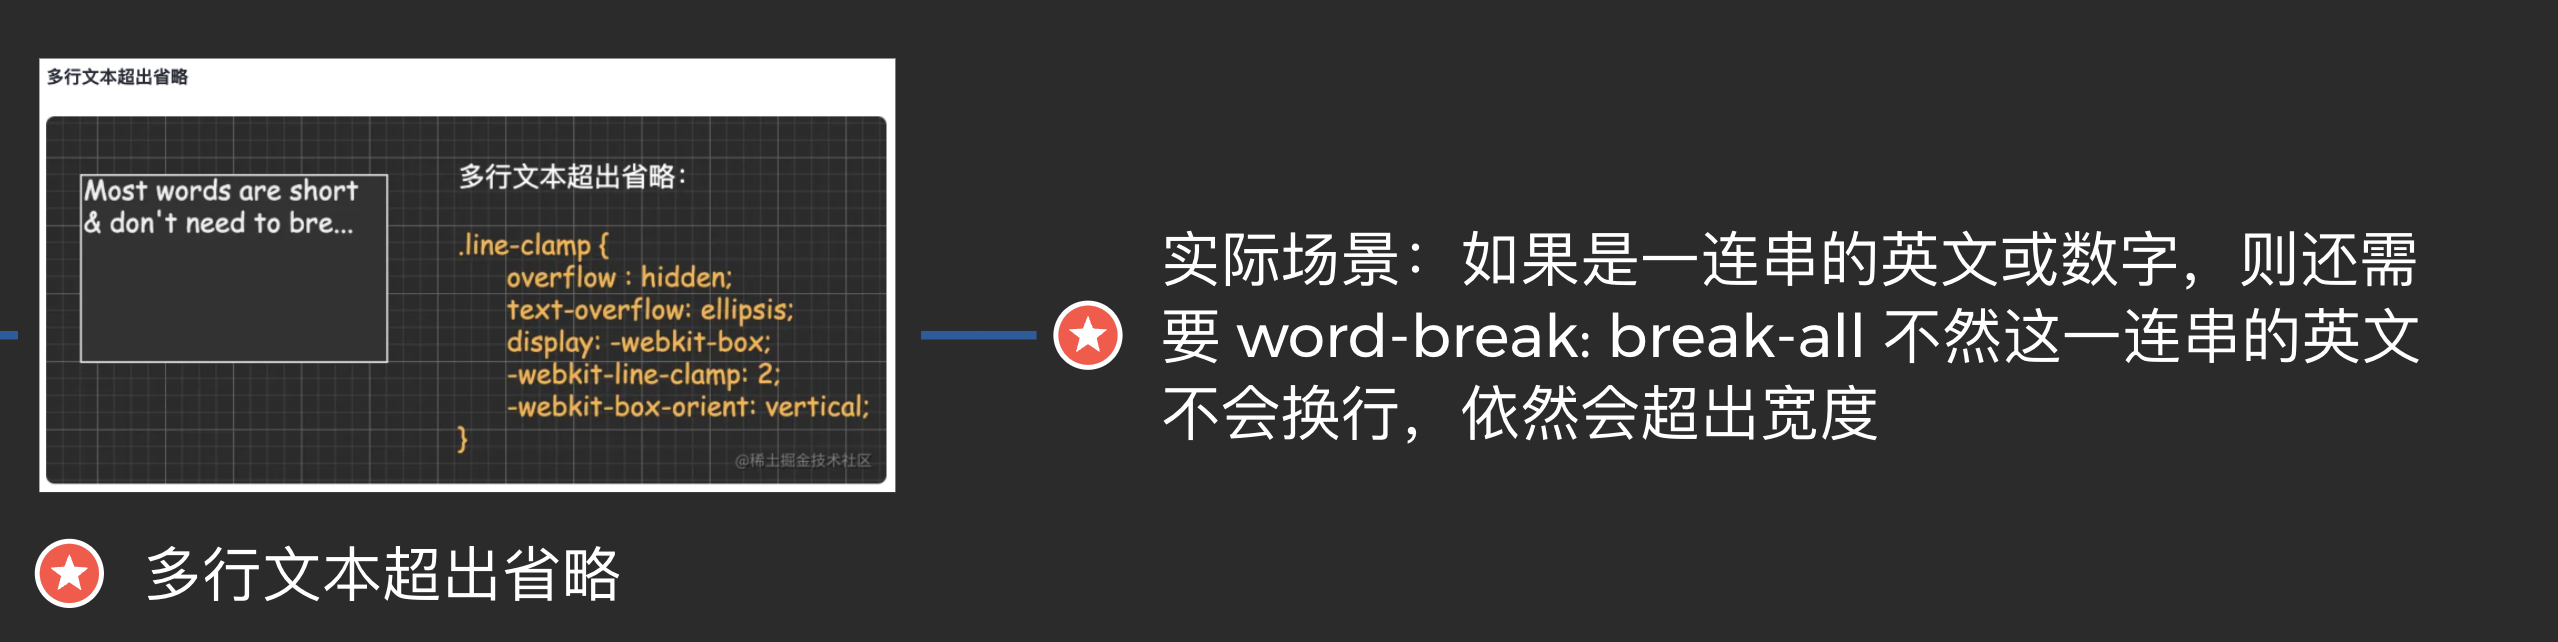 多行文本超出省略
Most words are short
& don't need to bre...
多行文本超出省略：
.line-clamp {
overflow : hidden;
text-overflow: ellipsis;
display: -webkit-box;
-webkit-line-clamp: 2;
-webkit-box-orient: vertical;
}
@稀土掘金技术社区
多行文本超出省略
实际场景：如果是一连串的英文或数字，则还需
要 word-break: break-all 不然这一连串的英文
不会换行，依然会超出宽度